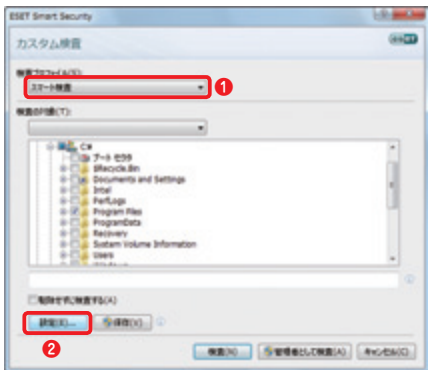 ESET Smart Security
カスタム検査
検査プロファイル(S):
スマート検査
❶
検査の対象(T):
C:¥
ブート セクタ
$Recycle.Bin
Documents and Settings
Intel
PerfLogs
Program Files
ProgramData
Recovery
System Volume Information
Users
駆除せずに検査する(A)
設定(E)... 保存(V)
❷
検査(N) 管理者として検査(A) キャンセル(C)